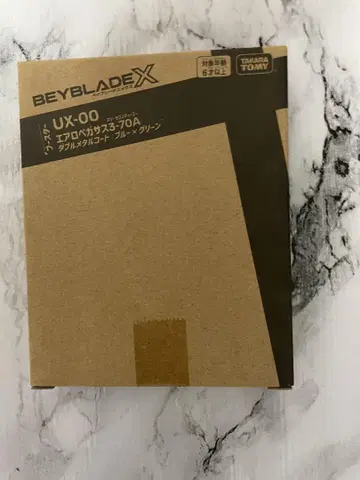 BEYBLADE X
対象年齢
6才以上
TAKARA
TOMY
ブースター
UX-00
エアロペガサス3-70A
ダブルメタルコート ブルー×グリーン